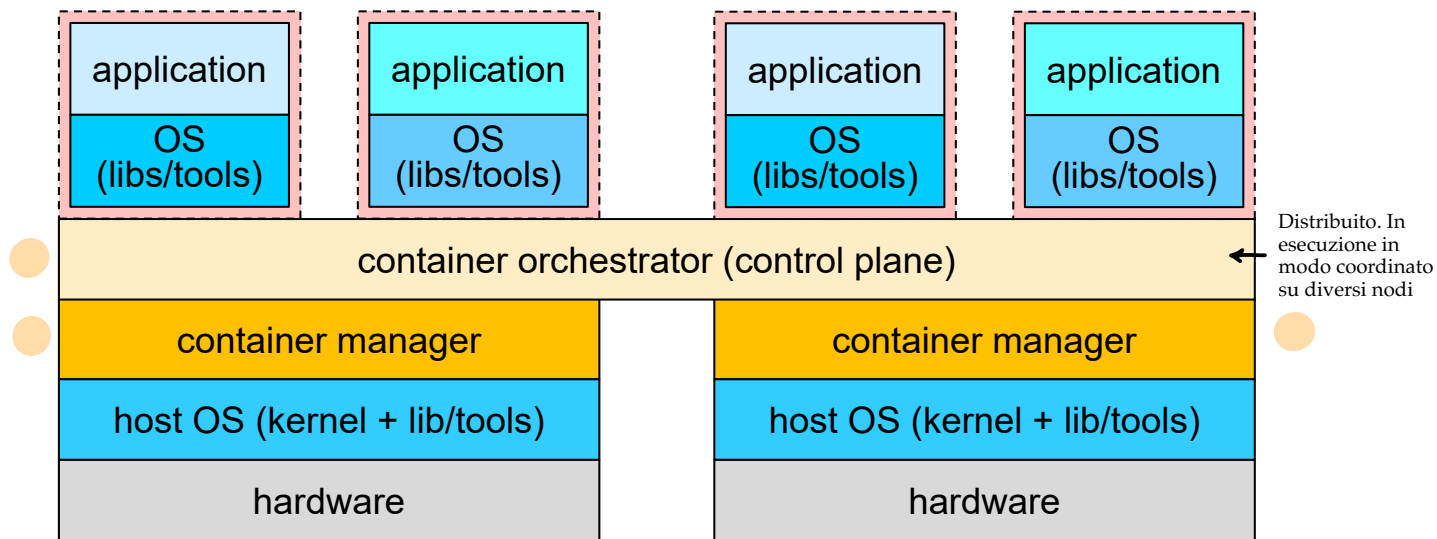 application
application
application
application
OS
(libs/tools)
OS
(libs/tools)
OS
(libs/tools)
OS
(libs/tools)
container orchestrator (control plane)
Distribuito. In
esecuzione in
modo coordinato
su diversi nodi
container manager
container manager
host OS (kernel + lib/tools)
host OS (kernel + lib/tools)
hardware
hardware